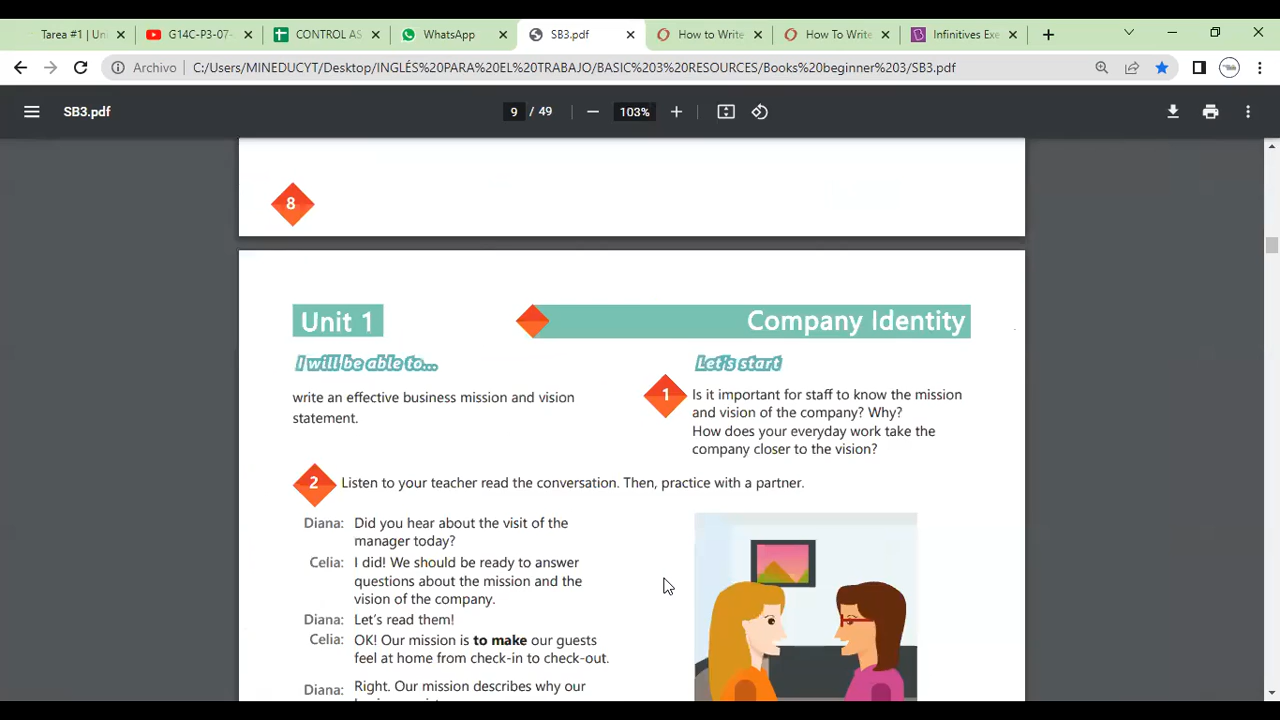 Tarea #1 | Un
G14C-P3-07-
CONTROL AS
WhatsApp
SB3.pdf
How to Write
How To Write
Infinitives Exe
Archivo
C:/Users/MINEDUCYT/Desktop/INGLÉS%20PARA%20EL%20TRABAJO/BASIC%203%20RESOURCES/Books%20beginner%203/SB3.pdf
SB3.pdf
9 / 49
103%
8
Unit 1
Company Identity
I will be able to...
Let's start
write an effective business mission and vision
statement.
1
Is it important for staff to know the mission
and vision of the company? Why?
How does your everyday work take the
company closer to the vision?
2
Listen to your teacher read the conversation. Then, practice with a partner.
Diana: Did you hear about the visit of the
manager today?
Celia: I did! We should be ready to answer
questions about the mission and the
vision of the company.
Diana: Let's read them!
Celia: OK! Our mission is to make our guests
feel at home from check-in to check-out.
Diana: Right. Our mission describes why our